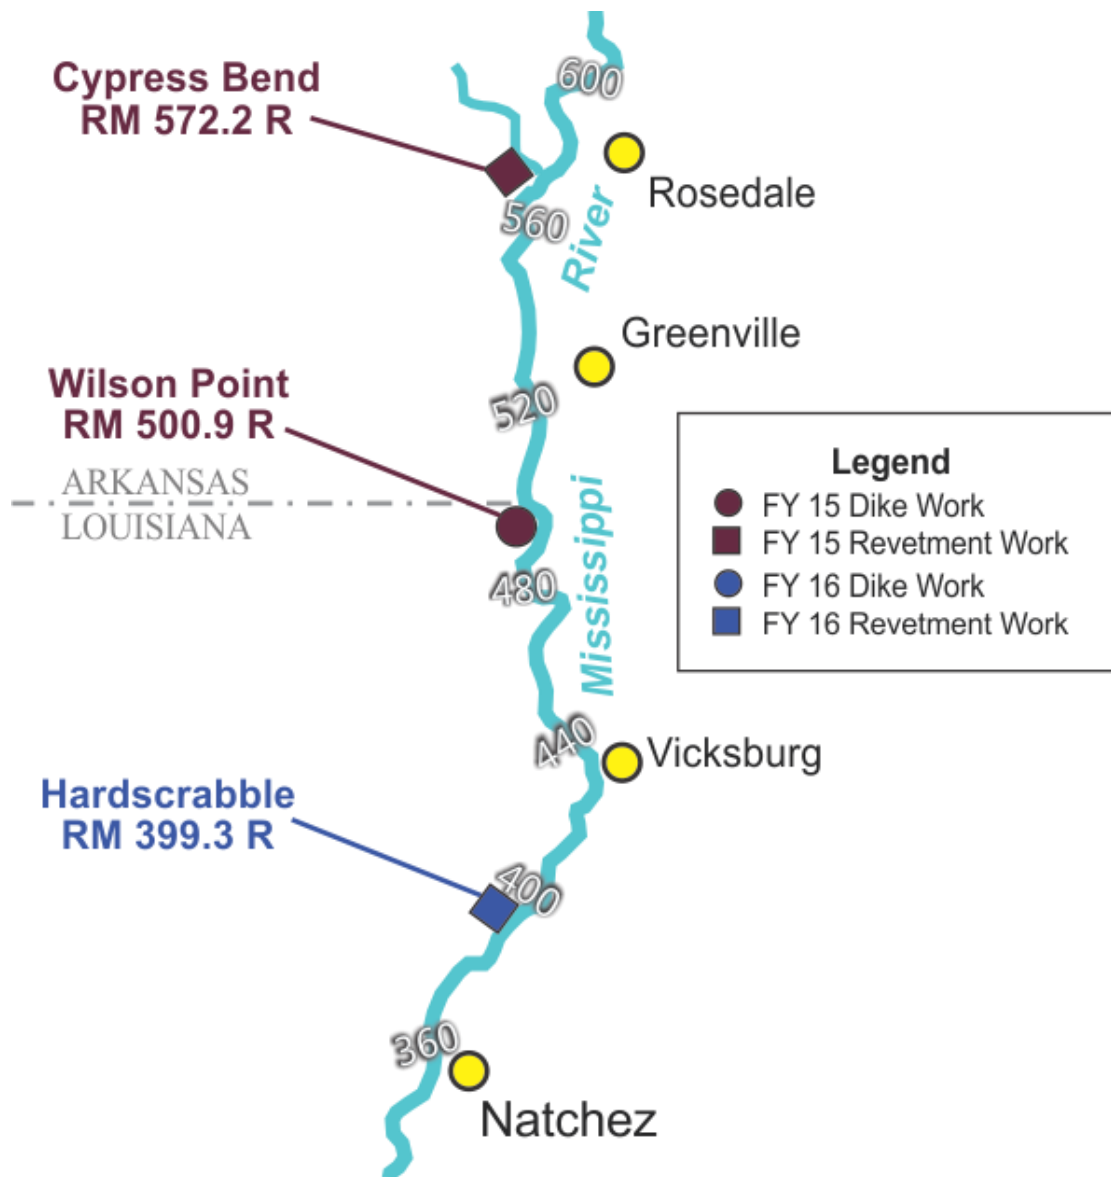 600
Cypress Bend
RM 572.2 R
Rosedale
560
River
Greenville
Wilson Point
RM 500.9 R
520
ARKANSAS
LOUISIANA
Mississippi
480
Legend
FY 15 Dike Work
FY 15 Revetment Work
FY 16 Dike Work
FY 16 Revetment Work
440
Vicksburg
Hardscrabble
RM 399.3 R
400
360
Natchez